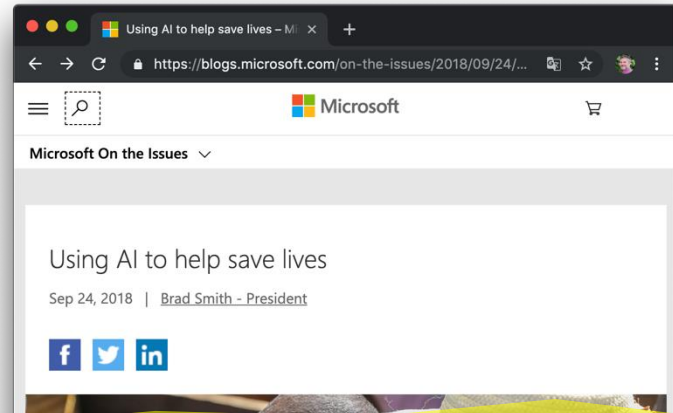 Using AI to help save lives – Mi
https://blogs.microsoft.com/on-the-issues/2018/09/24/...
Microsoft
Microsoft On the Issues
Using AI to help save lives
Sep 24, 2018 | Brad Smith - President
f in